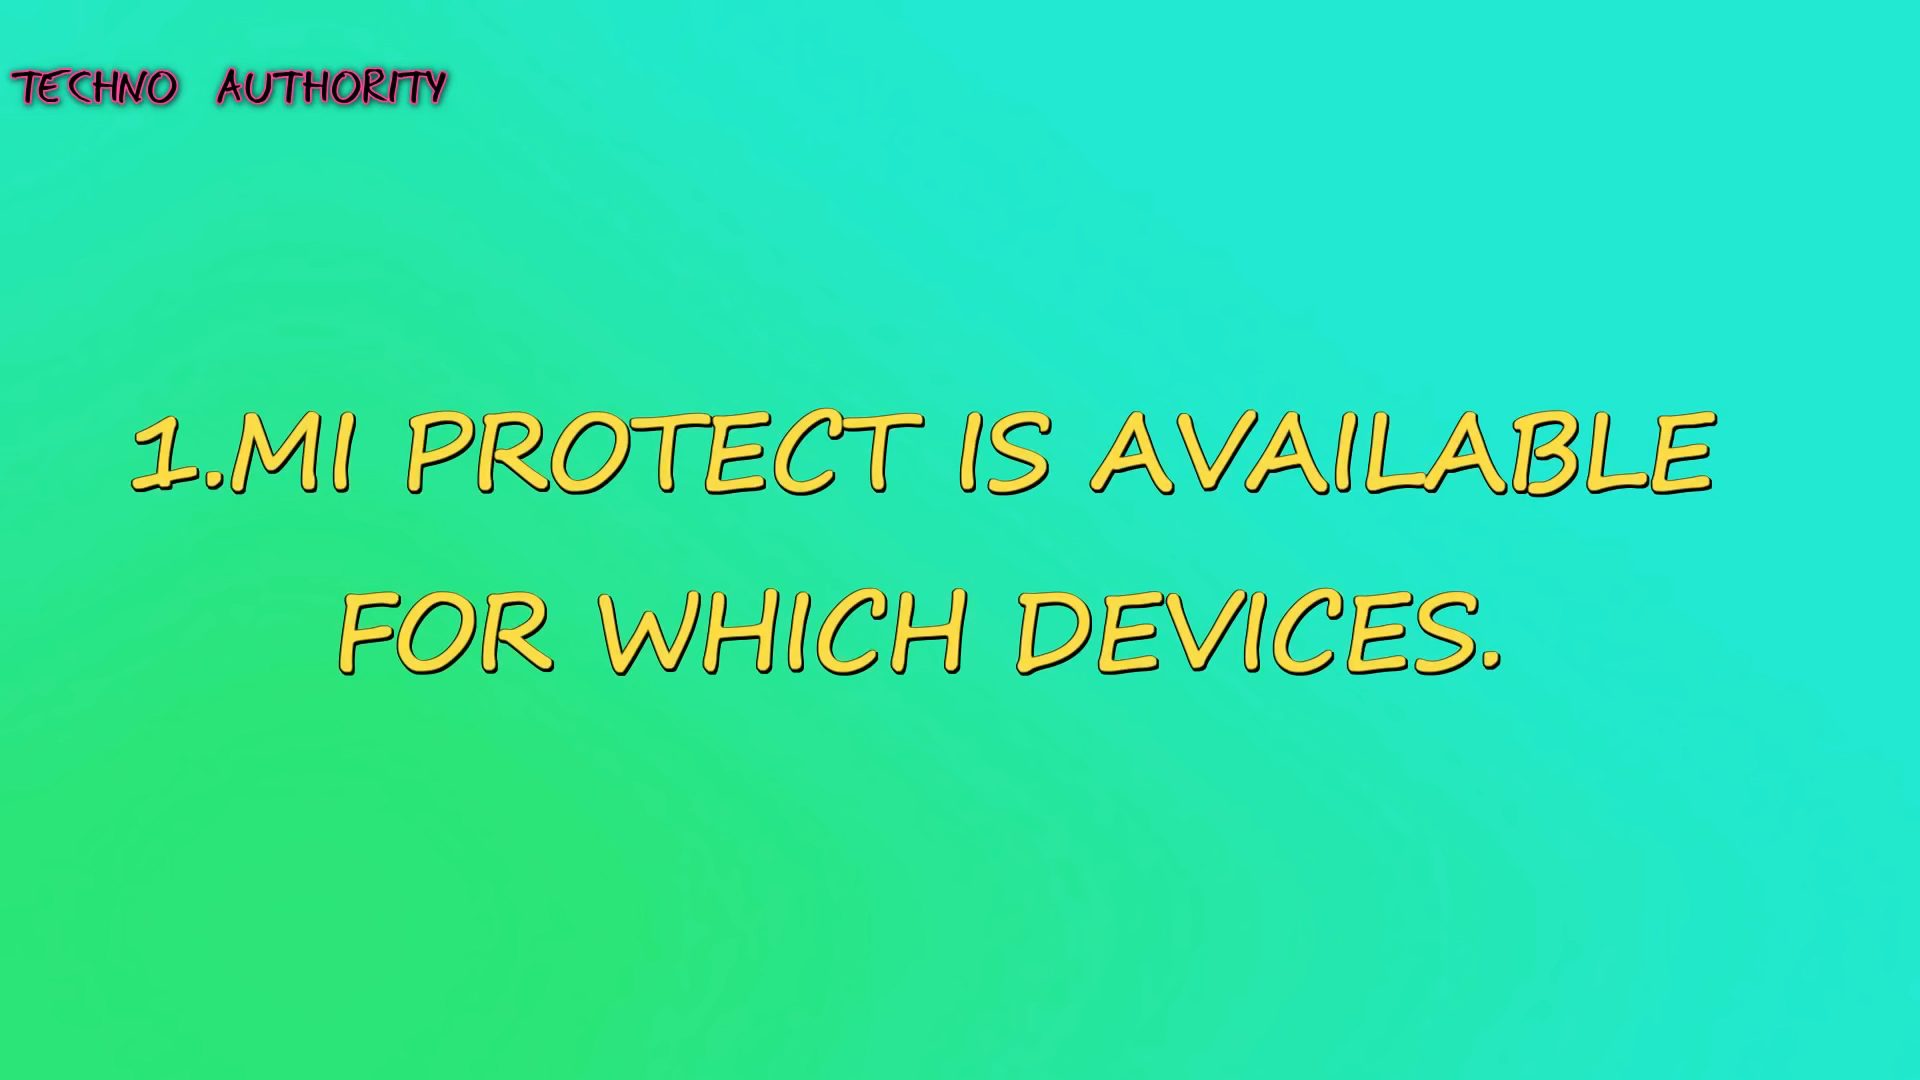 TECHNO AUTHORITY
1.MI PROTECT IS AVAILABLE
FOR WHICH DEVICES.